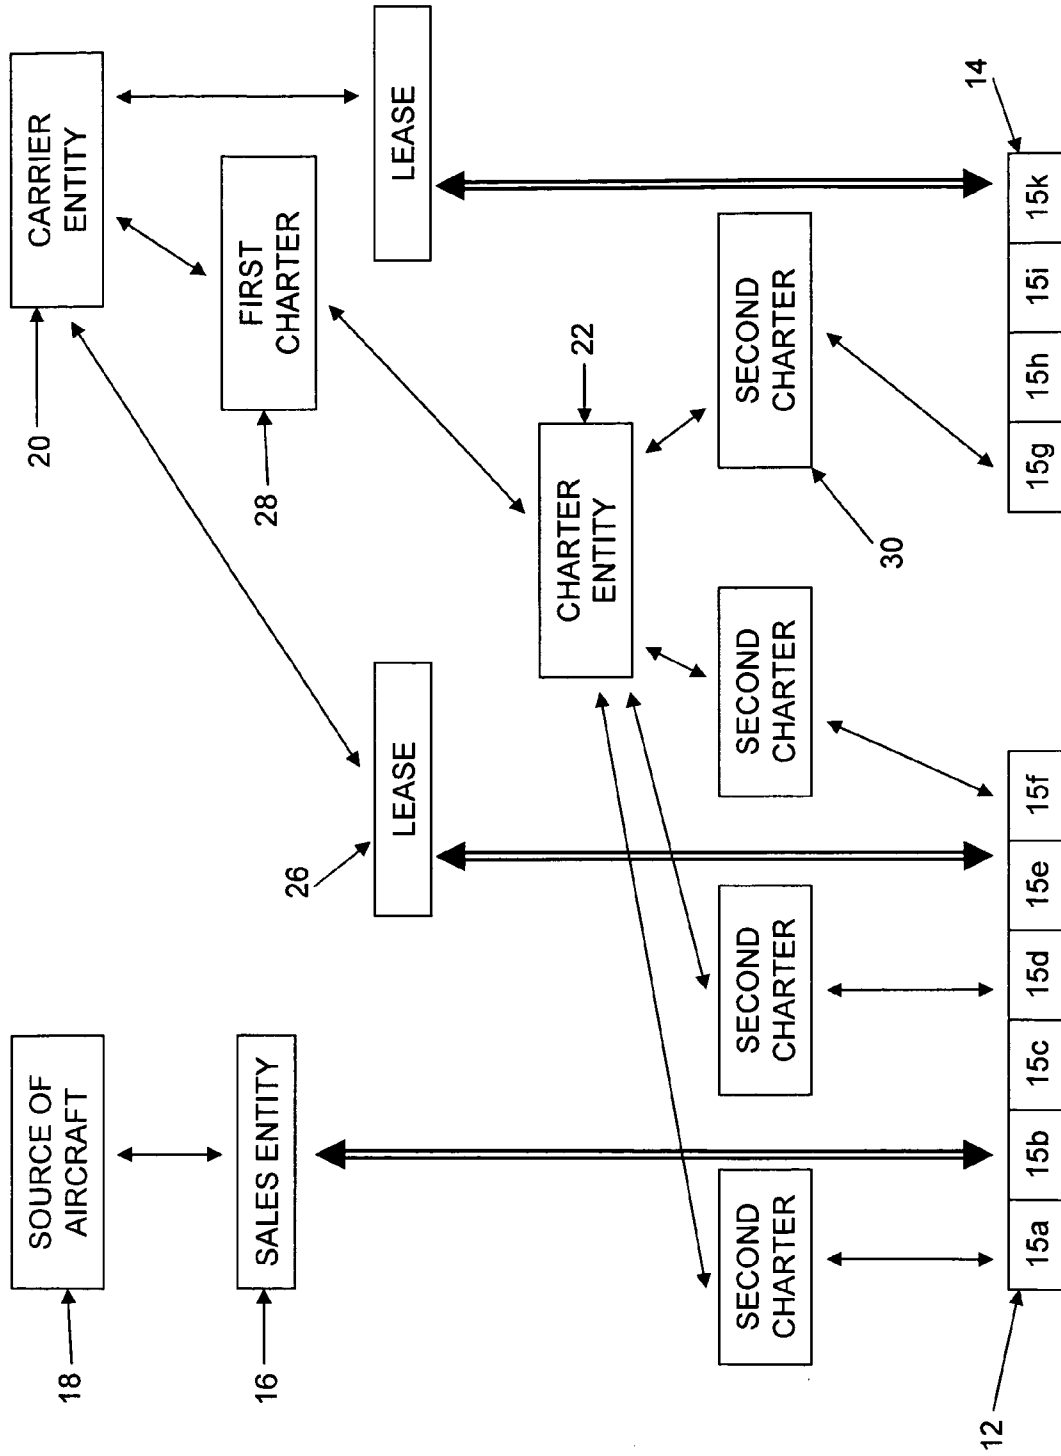 18
SOURCE OF
AIRCRAFT
20
CARRIER
ENTITY
16
SALES ENTITY
28
FIRST
CHARTER
26
LEASE
LEASE
CHARTER
ENTITY
22
SECOND
CHARTER
SECOND
CHARTER
SECOND
CHARTER
SECOND
CHARTER
30
12
15a
15b
15c
15d
15e
15f
15g
15h
15i
15k
14